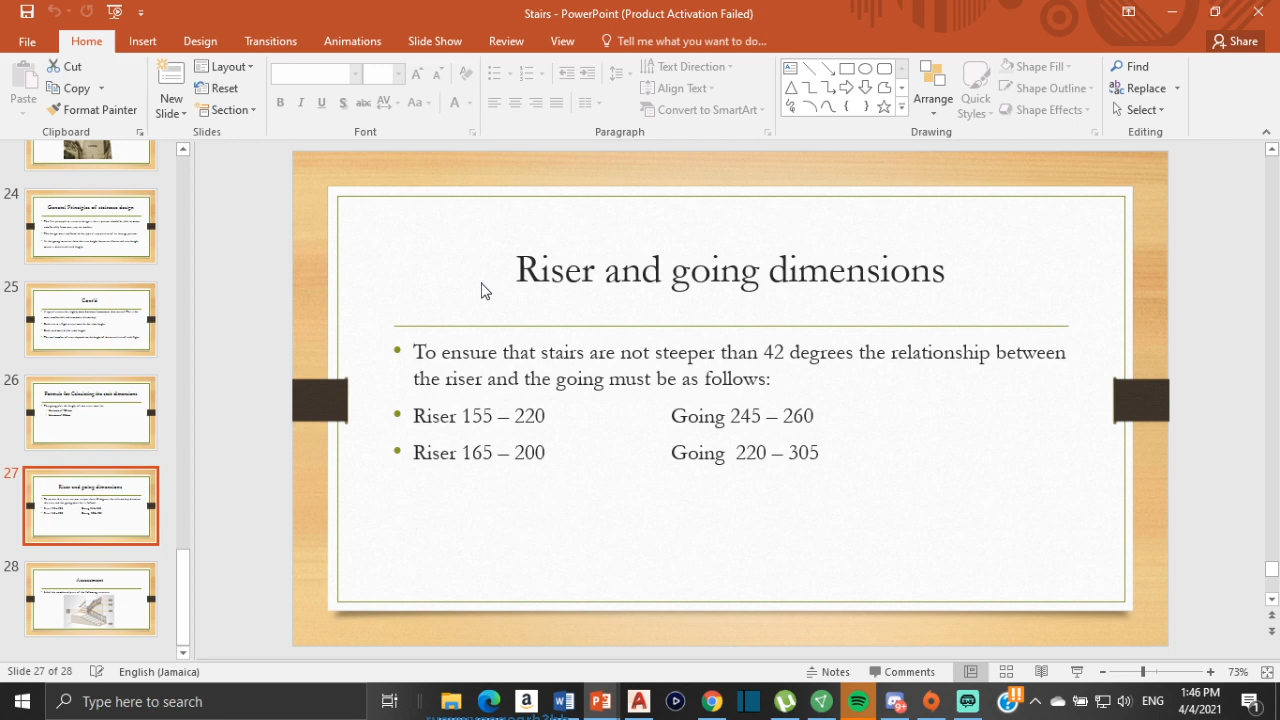 Stairs - PowerPoint (Product Activation Failed)
File Home Insert Design Transitions Animations Slide Show Review View Tell me what you want to do... Share
Paste Cut Copy Format Painter
New Slide Layout Reset Section
B I U S abc AV Aa A
Text Direction Align Text Convert to SmartArt
Arrange Quick Styles Shape Fill Shape Outline Shape Effects
Find Replace Select
Clipboard Slides Font Paragraph Drawing Editing
24
General Principles of staircase design
25
Cont'd
26
Formula for Calculating the stair dimensions
27
Riser and going dimensions
28
Assessment
Riser and going dimensions
To ensure that stairs are not steeper than 42 degrees the relationship between
the riser and the going must be as follows:
Riser 155 – 220 Going 245 – 260
Riser 165 – 200 Going 220 – 305
Slide 27 of 28 English (Jamaica) Notes Comments 73%
Type here to search
ENG
1:46 PM
4/4/2021